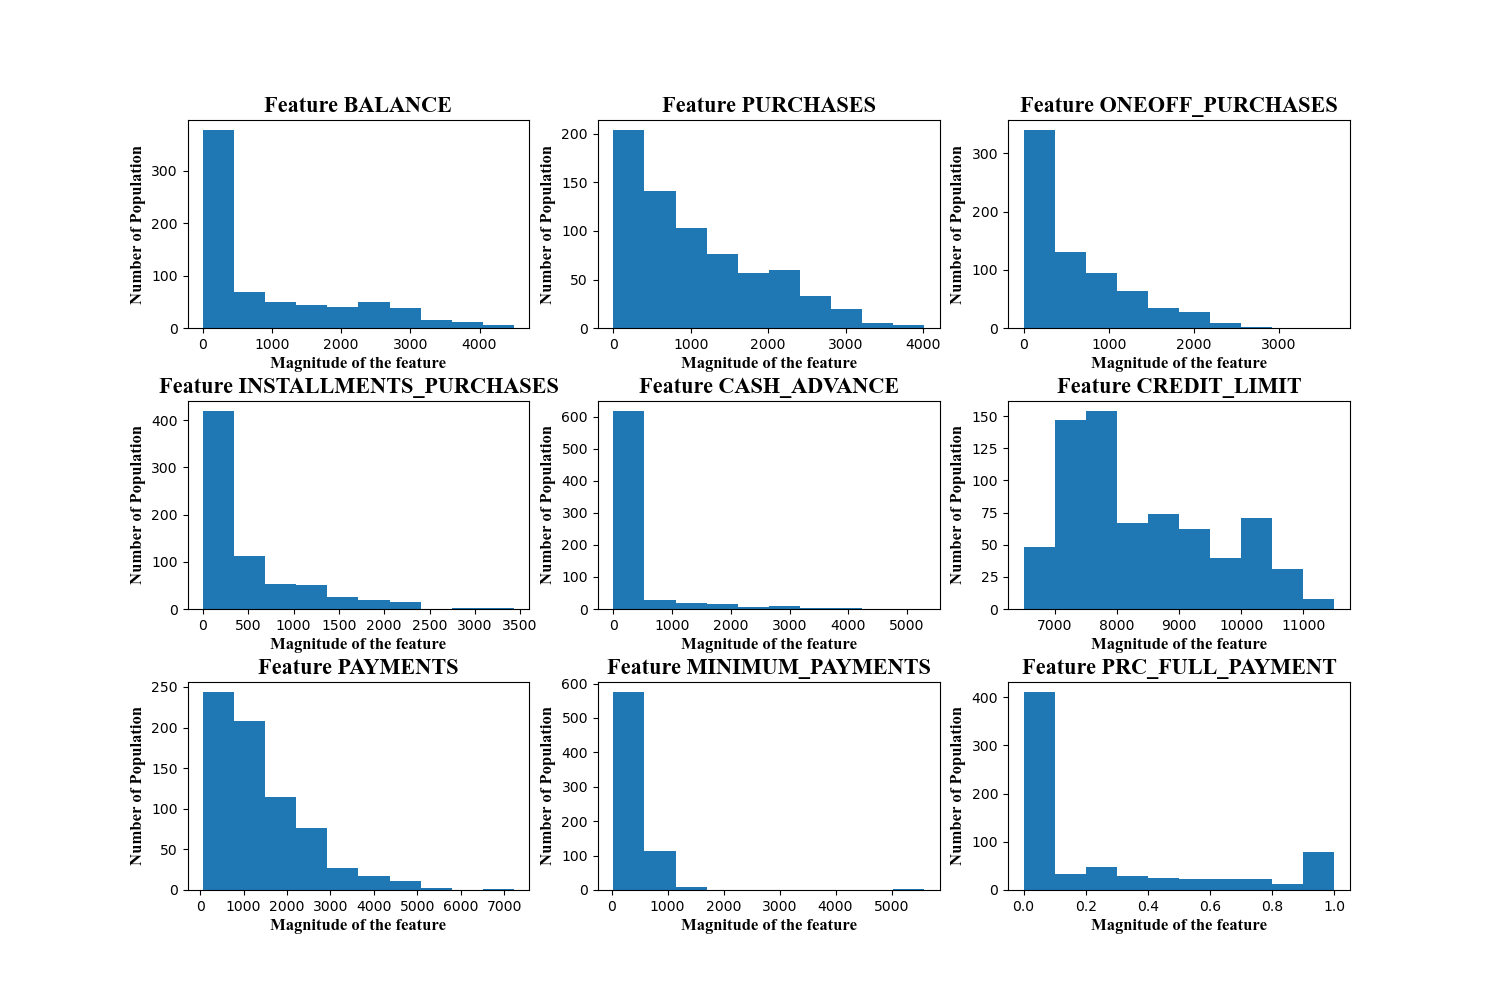 Feature BALANCE
Number of Population
300
200
100
0
0 1000 2000 3000 4000
Magnitude of the feature
Feature PURCHASES
Number of Population
200
150
100
50
0
0 1000 2000 3000 4000
Magnitude of the feature
Feature ONEOFF_PURCHASES
Number of Population
300
200
100
0
0 1000 2000 3000
Magnitude of the feature
Feature INSTALLMENTS_PURCHASES
Number of Population
400
300
200
100
0
0 500 1000 1500 2000 2500 3000 3500
Magnitude of the feature
Feature CASH_ADVANCE
Number of Population
600
500
400
300
200
100
0
0 1000 2000 3000 4000 5000
Magnitude of the feature
Feature CREDIT_LIMIT
Number of Population
150
125
100
75
50
25
0
7000 8000 9000 10000 11000
Magnitude of the feature
Feature PAYMENTS
Number of Population
250
200
150
100
50
0
0 1000 2000 3000 4000 5000 6000 7000
Magnitude of the feature
Feature MINIMUM_PAYMENTS
Number of Population
600
500
400
300
200
100
0
0 1000 2000 3000 4000 5000
Magnitude of the feature
Feature PRC_FULL_PAYMENT
Number of Population
400
300
200
100
0
0.0 0.2 0.4 0.6 0.8 1.0
Magnitude of the feature